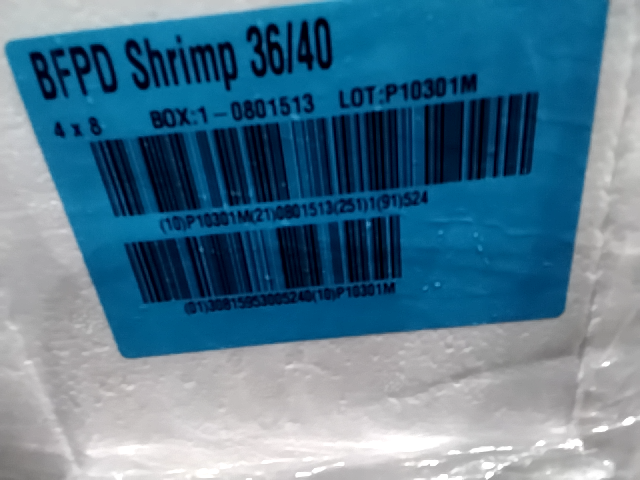 BFPD Shrimp 36/40
4 x 8 BOX:1-0801513 LOT:P10301M
(10)P10301M(21)0801513(251)1(91)524
(01)30815953005240(10)P10301M